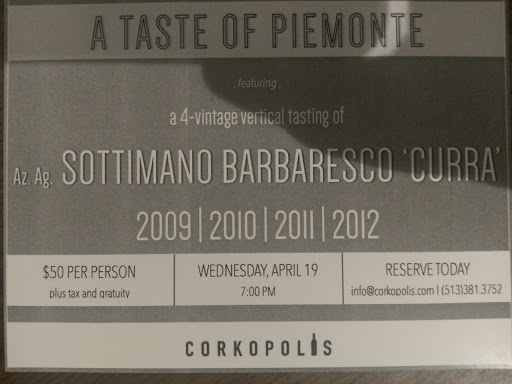 A TASTE OF PIEMONTE
featuring
a 4-vintage vertical tasting of
Az. Ag. SOTTIMANO BARBARESCO 'CURRA'
2009 | 2010 | 2011 | 2012
$50 PER PERSON
plus tax and gratuity
WEDNESDAY, APRIL 19
7:00 PM
RESERVE TODAY
info@corkopolis.com | (513)381.3752
CORKOPOLIS